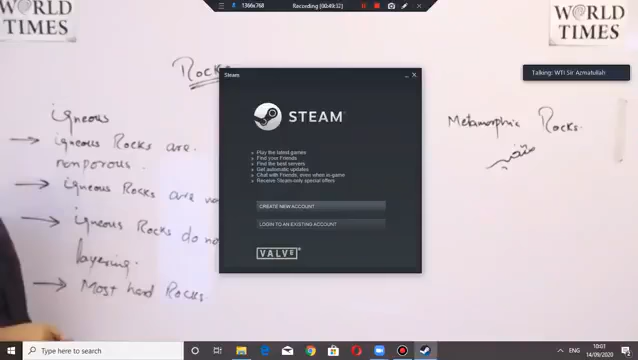 1366x768
Recording [00:49:32]
WORLD
TIMES
WORLD
TIMES
Talking: WTI Sir Azmatullah
Rocks
Igneous
→ igneous Rocks are
nonporous.
→ igneous Rocks are
→ igneous Rocks do
layering.
→ Most hard Rocks
Metamorphic Rocks.
Steam
STEAM
Play the latest games
Find your Friends
Find the best servers
Get automatic updates
Chat with Friends, even when in-game
Receive Steam-only special offers
CREATE NEW ACCOUNT
LOGIN TO AN EXISTING ACCOUNT
VALVE
Type here to search
ENG
10:01
14/09/2020